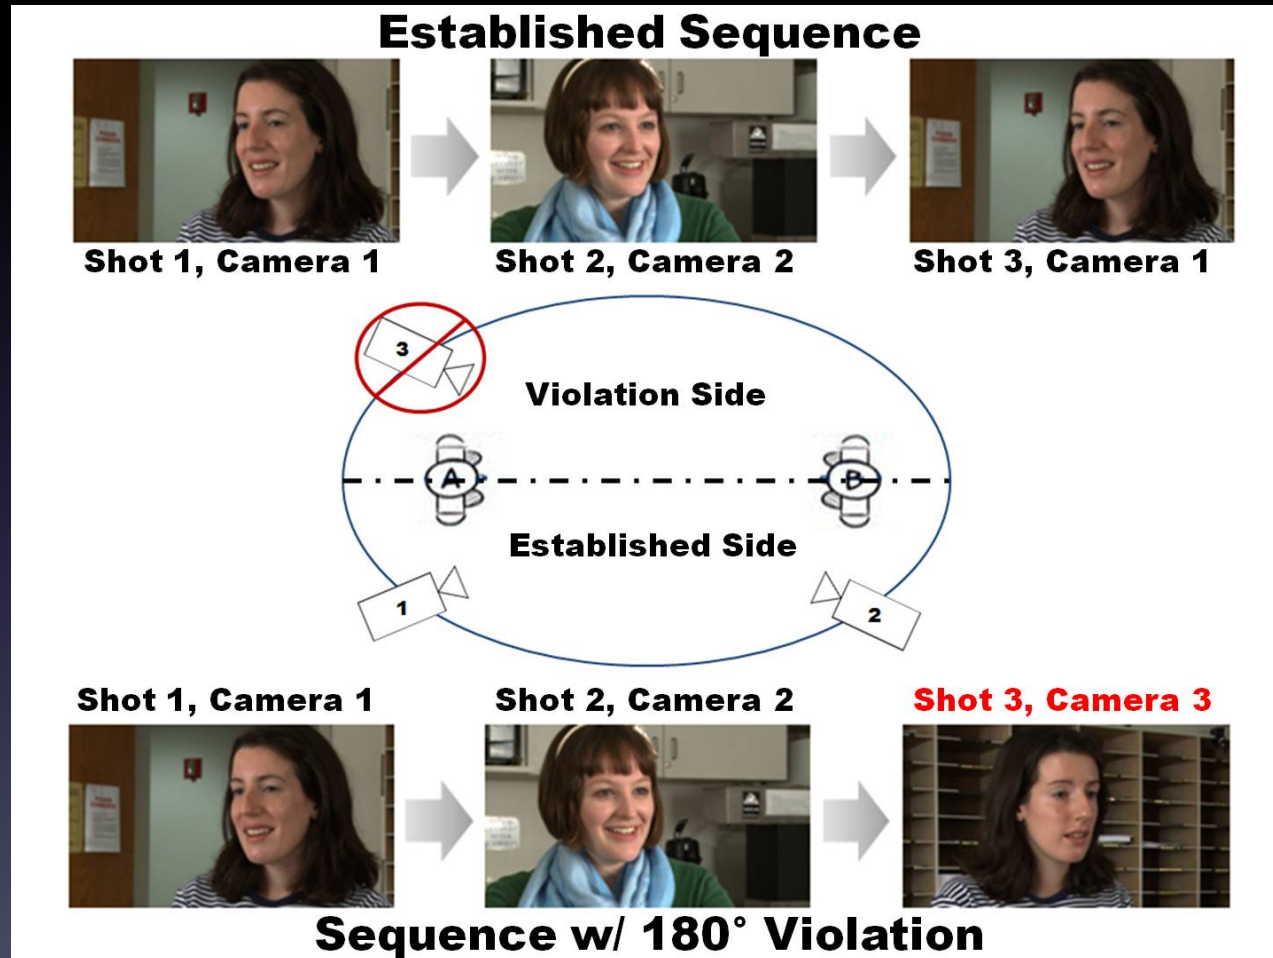 Established Sequence
Shot 1, Camera 1
Shot 2, Camera 2
Shot 3, Camera 1
3
Violation Side
A
B
Established Side
1
2
Shot 1, Camera 1
Shot 2, Camera 2
Shot 3, Camera 3
Sequence w/ 180° Violation